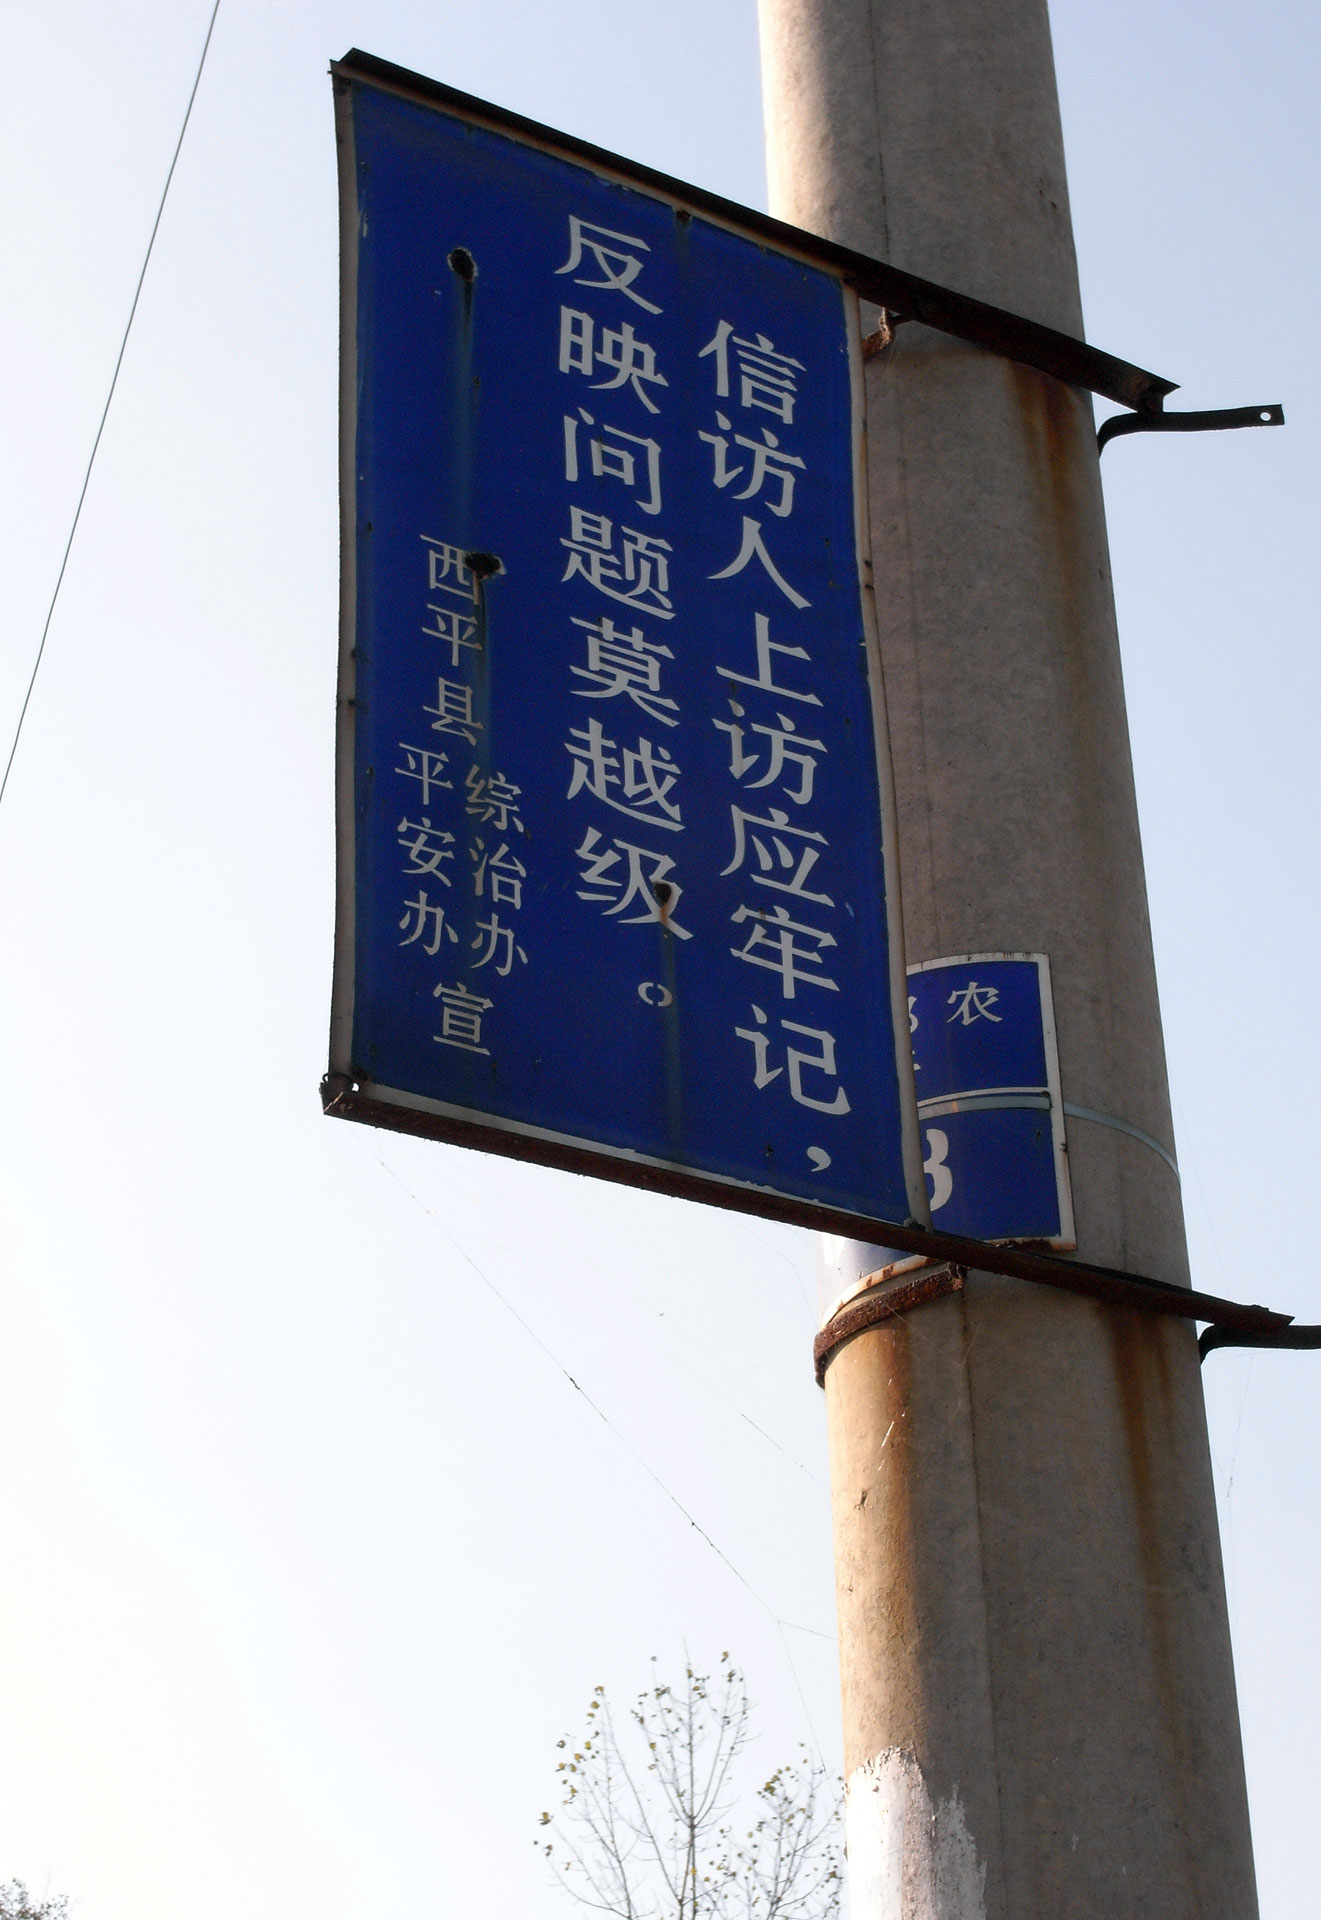 信访人上访应牢记，
反映问题莫越级。
西平县
综治办
平安办
宣
农
3